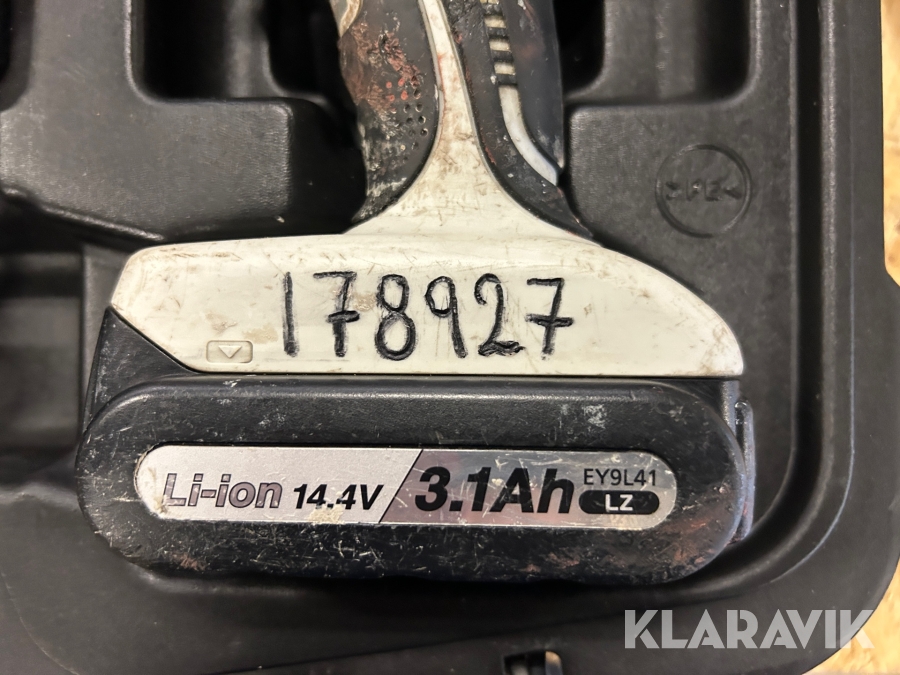 178927
Li-ion 14.4V 3.1Ah EY9L41
LZ
KLARAVIK